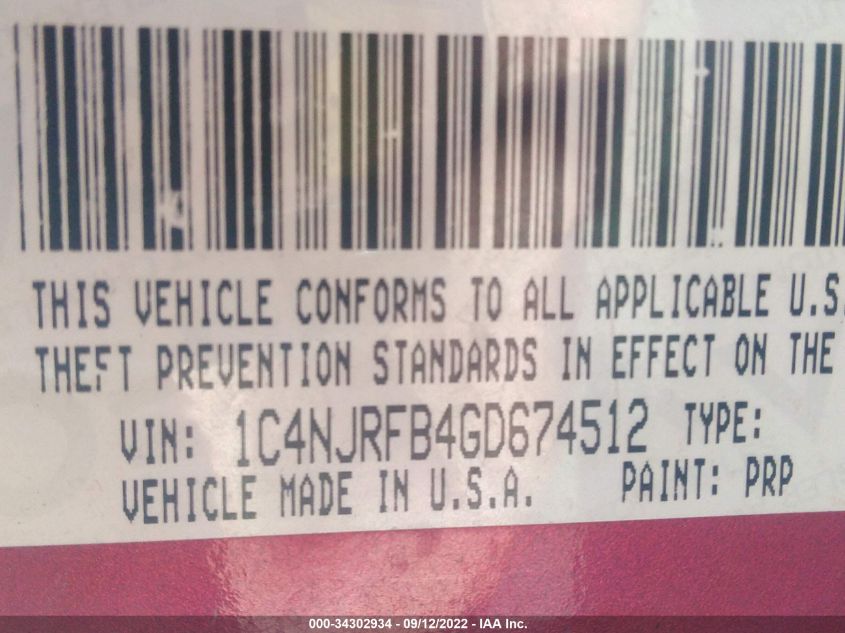 THIS VEHICLE CONFORMS TO ALL APPLICABLE U.S.
THEFT PREVENTION STANDARDS IN EFFECT ON THE
VIN: 1C4NJRFB4GD674512 TYPE:
VEHICLE MADE IN U.S.A. PAINT: PRP
000-34302934 - 09/12/2022 - IAA Inc.